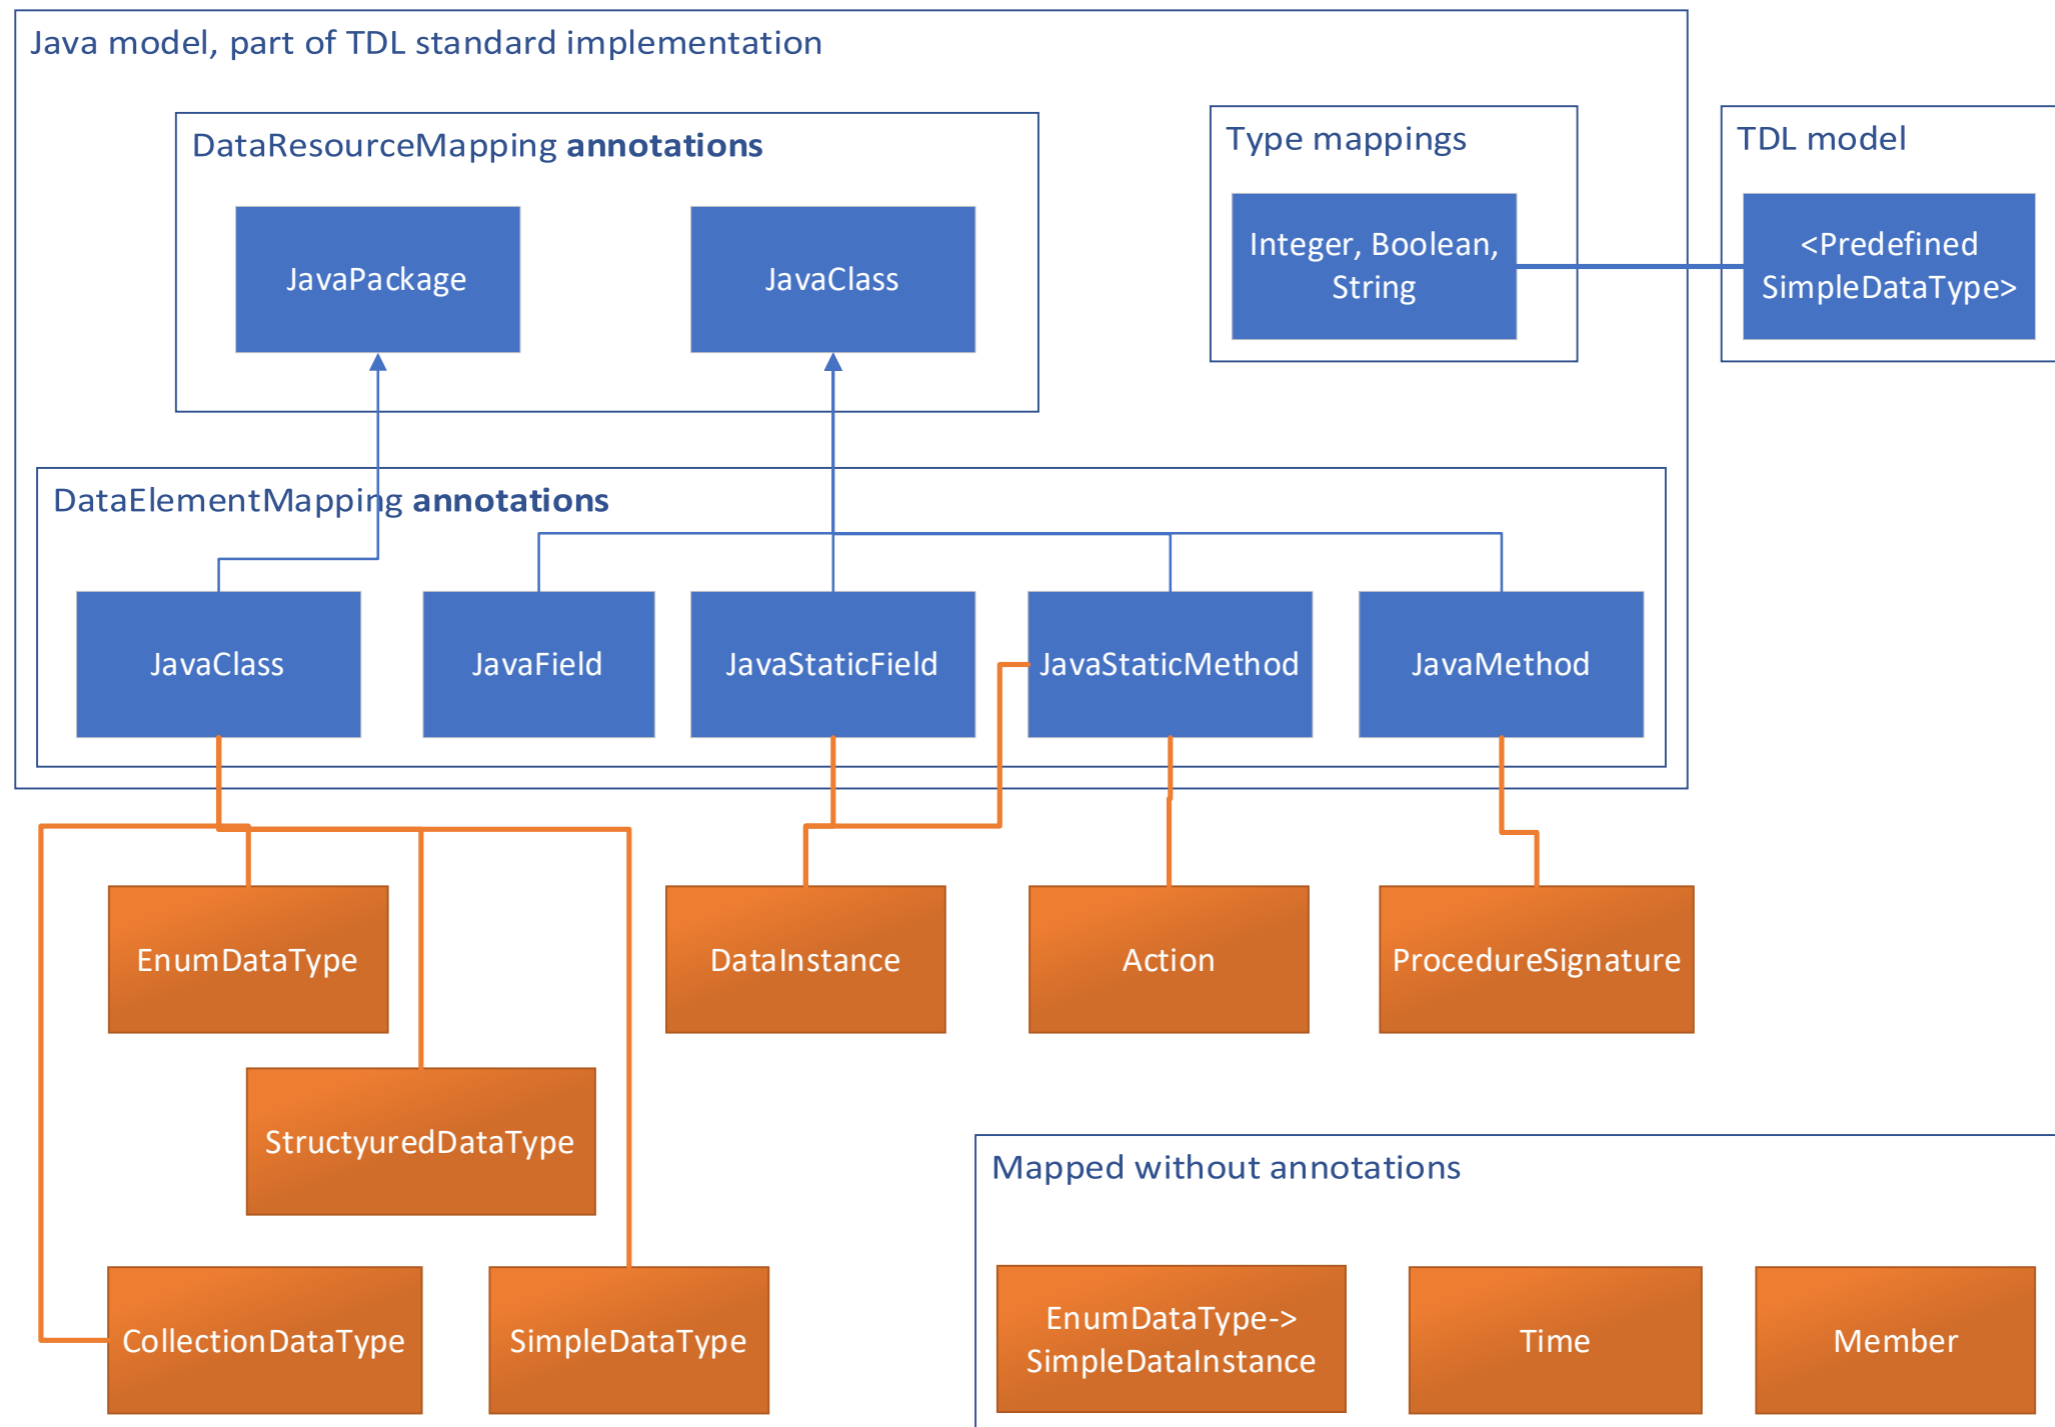 Java model, part of TDL standard implementation
DataResourceMapping annotations
Type mappings
TDL model
JavaPackage
JavaClass
Integer, Boolean,
String
<Predefined
SimpleDataType>
DataElementMapping annotations
JavaClass
JavaField
JavaStaticField
JavaStaticMethod
JavaMethod
EnumDataType
DataInstance
Action
ProcedureSignature
StructyuredDataType
Mapped without annotations
CollectionDataType
SimpleDataType
EnumDataType->
SimpleDataInstance
Time
Member